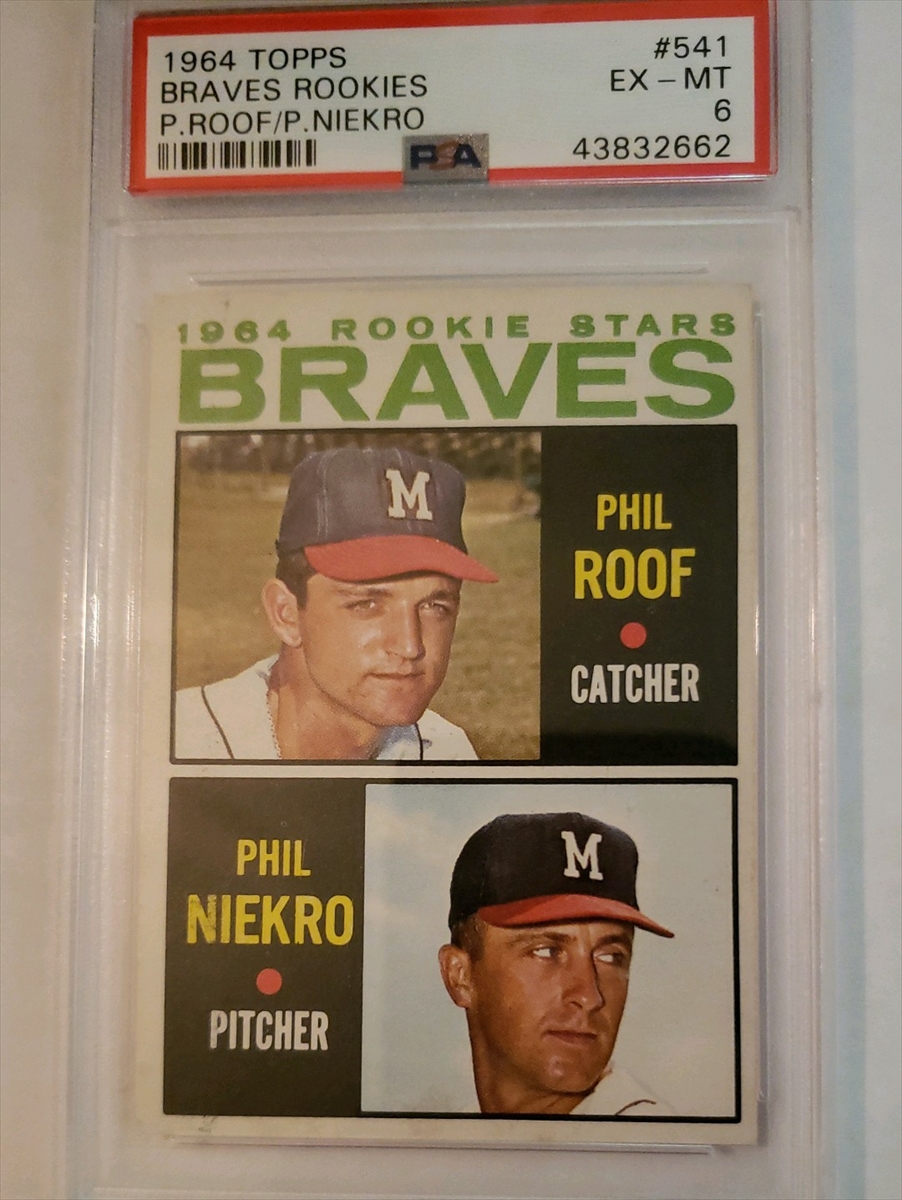 1964 TOPPS #541
BRAVES ROOKIES EX - MT
P.ROOF/P.NIEKRO 6
PSA 43832662
1964 ROOKIE STARS
BRAVES
M
PHIL
ROOF
CATCHER
M
PHIL
NIEKRO
PITCHER